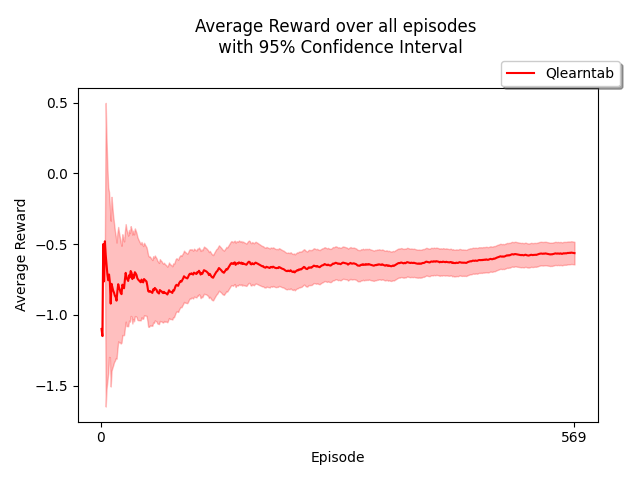 Average Reward over all episodes
with 95% Confidence Interval
Qlearntab
0.5
0.0
−0.5
−1.0
−1.5
Average Reward
0
569
Episode